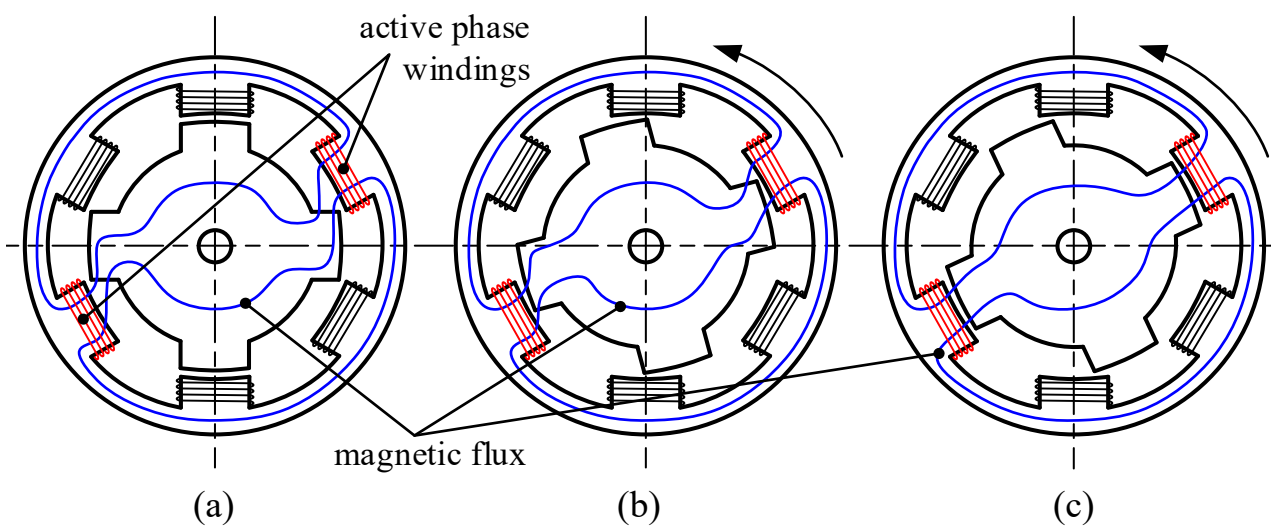 active phase
windings
magnetic flux
(a)
(b)
(c)